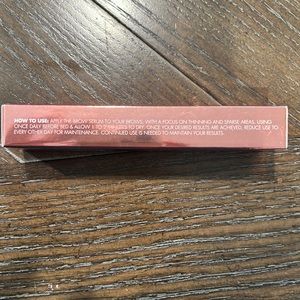 HOW TO USE: APPLY THE BROW SERUM TO YOUR BROWS, WITH A FOCUS ON THINNING AND SPARSE AREAS. USING
ONCE DAILY BEFORE BED & ALLOW 1 TO 2 MINUTES TO DRY. ONCE YOUR DESIRED RESULTS ARE ACHIEVED, REDUCE USE TO
EVERY OTHER DAY FOR MAINTENANCE. CONTINUED USE IS NEEDED TO MAINTAIN YOUR RESULTS.